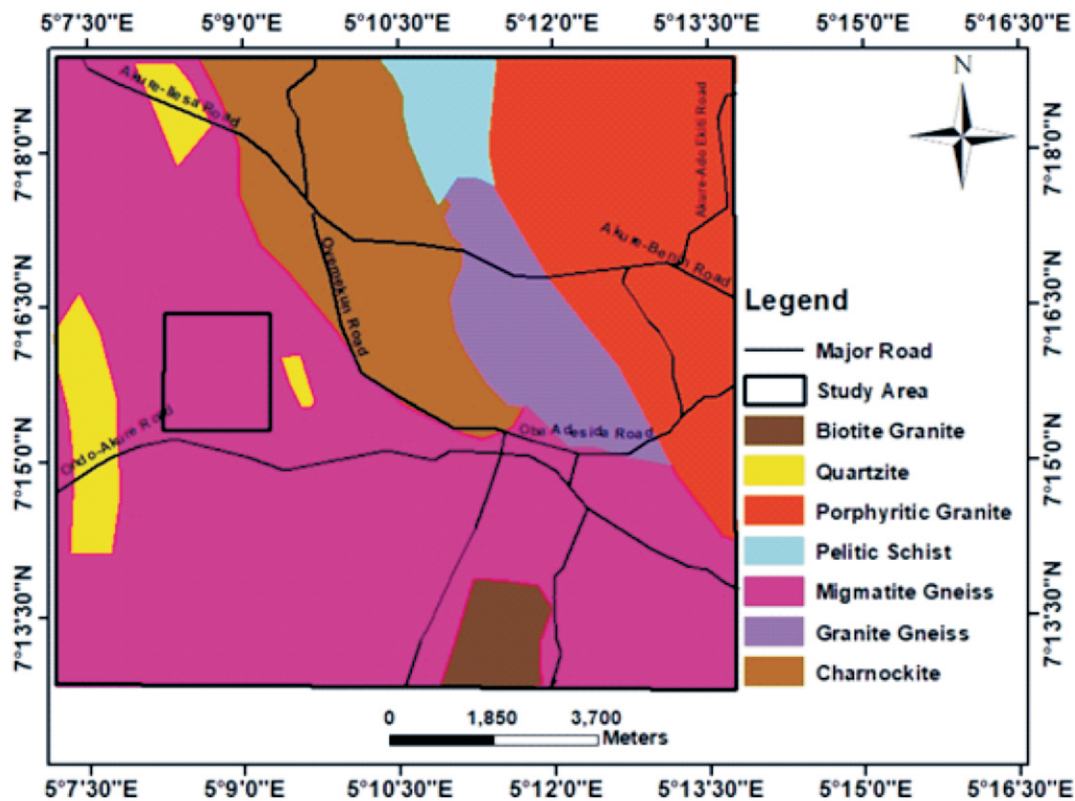 5°7'30"E 5°9'0"E 5°10'30"E 5°12'0"E 5°13'30"E 5°15'0"E 5°16'30"E
N
7°18'0"N
7°18'0"N
Akure-Ilesa Road
Akure-Ado Ekiti Road
Akure-Benin Road
Oyemekun Road
7°16'30"N
7°16'30"N
Ondo-Akure Road
Oba Adesida Road
7°15'0"N
7°15'0"N
7°13'30"N
7°13'30"N
Legend
Major Road
Study Area
Biotite Granite
Quartzite
Porphyritic Granite
Pelitic Schist
Migmatite Gneiss
Granite Gneiss
Charnockite
0 1,850 3,700
Meters
5°7'30"E 5°9'0"E 5°10'30"E 5°12'0"E 5°13'30"E 5°15'0"E 5°16'30"E